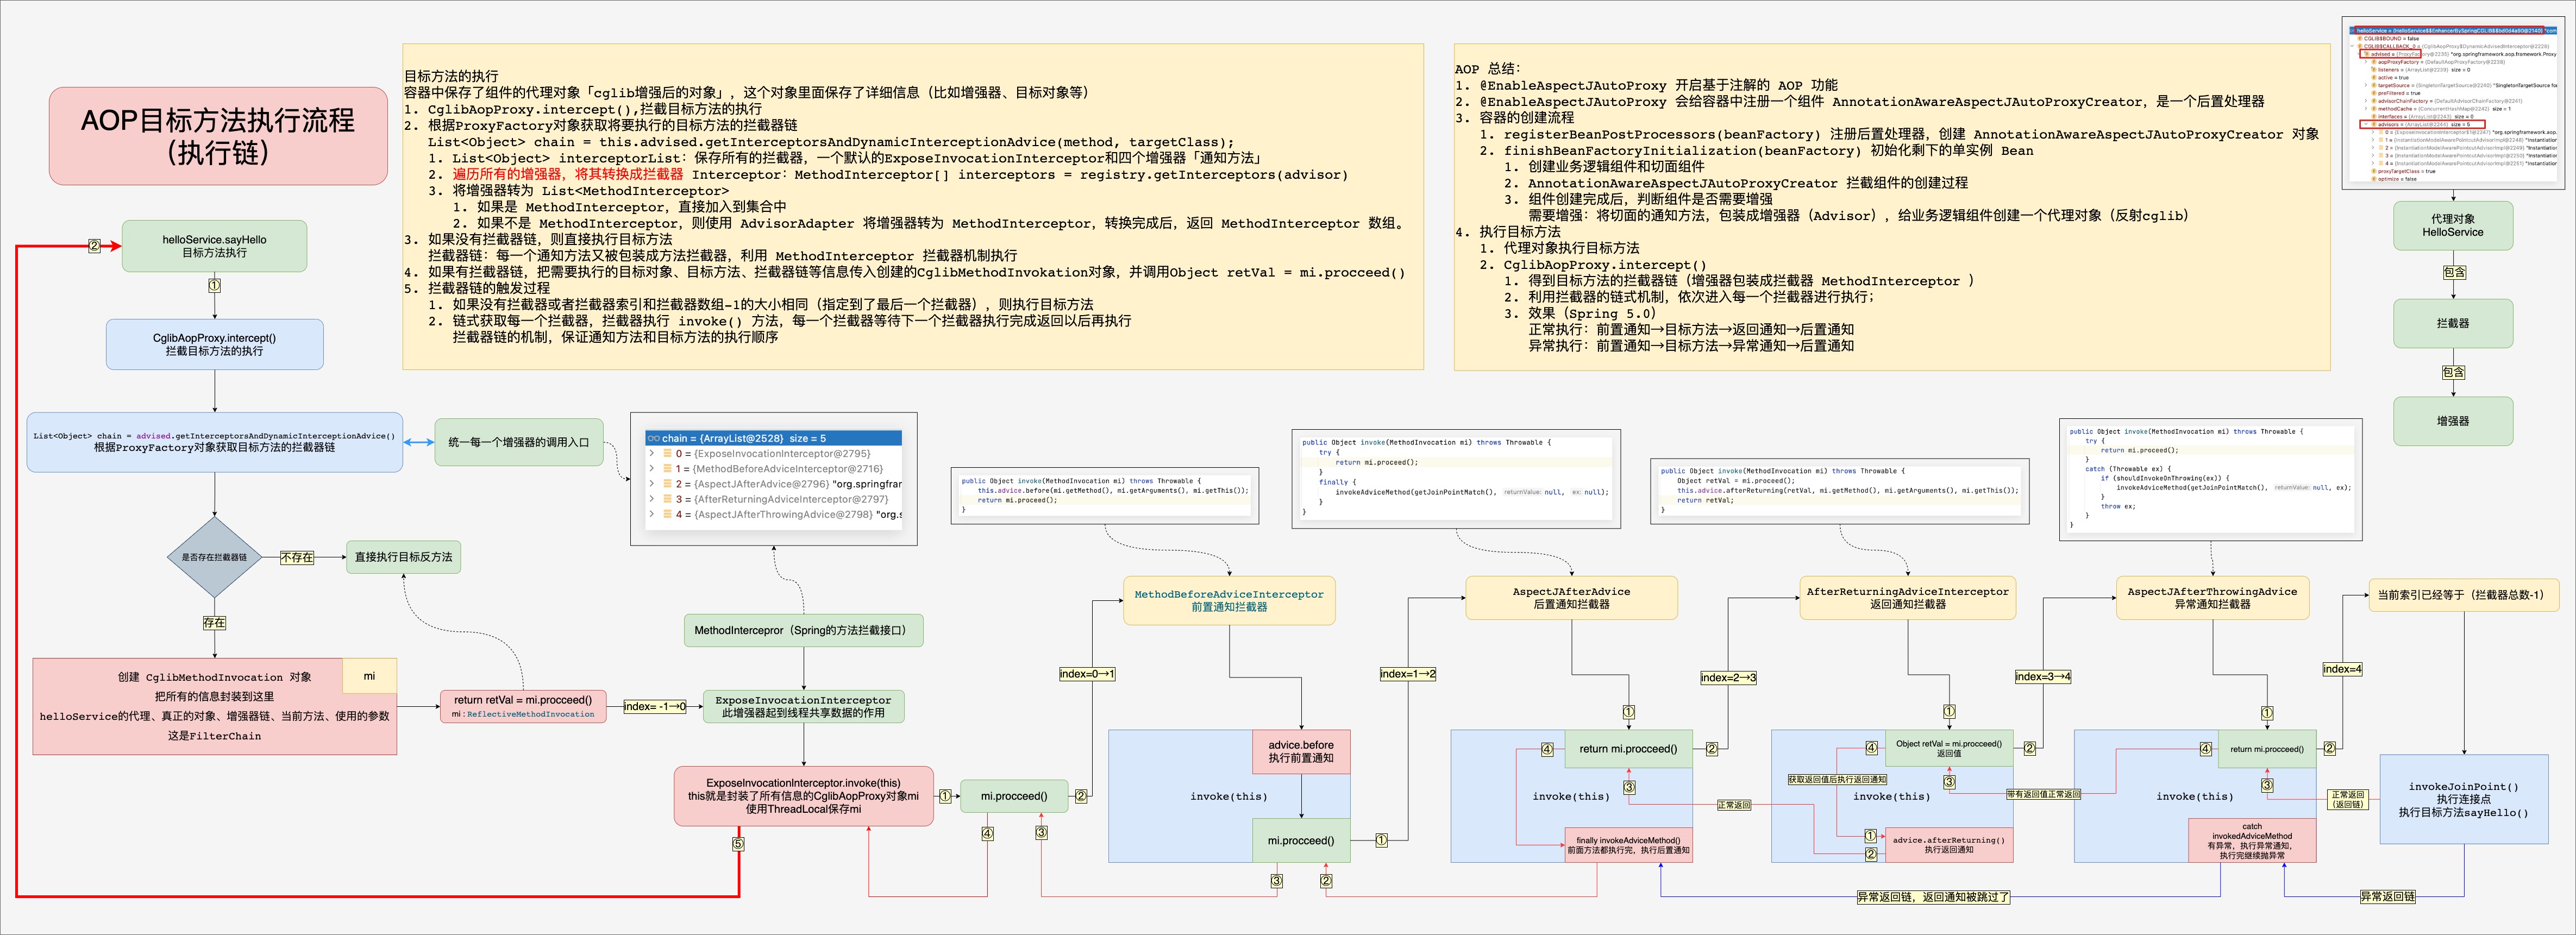 AOP目标方法执行流程
（执行链）
目标方法的执行
容器中保存了组件的代理对象「cglib增强后的对象」，这个对象里面保存了详细信息（比如增强器、目标对象等）
1. CglibAopProxy.intercept(),拦截目标方法的执行
2. 根据ProxyFactory对象获取将要执行的目标方法的拦截器链
List<Object> chain = this.advised.getInterceptorsAndDynamicInterceptionAdvice(method, targetClass);
1. List<Object> interceptorList：保存所有的拦截器，一个默认的ExposeInvocationInterceptor和四个增强器「通知方法」
2. 遍历所有的增强器，将其转换成拦截器 Interceptor：MethodInterceptor[] interceptors = registry.getInterceptors(advisor)
3. 将增强器转为 List<MethodInterceptor>
1. 如果是 MethodInterceptor，直接加入到集合中
2. 如果不是 MethodInterceptor，则使用 AdvisorAdapter 将增强器转为 MethodInterceptor，转换完成后，返回 MethodInterceptor 数组。
3. 如果没有拦截器链，则直接执行目标方法
拦截器链：每一个通知方法又被包装成方法拦截器，利用 MethodInterceptor 拦截器机制执行
4. 如果有拦截器链，把需要执行的目标对象、目标方法、拦截器链等信息传入创建的CglibMethodInvokation对象，并调用Object retVal = mi.procceed()
5. 拦截器链的触发过程
1. 如果没有拦截器或者拦截器索引和拦截器数组-1的大小相同（指定到了最后一个拦截器），则执行目标方法
2. 链式获取每一个拦截器，拦截器执行 invoke() 方法，每一个拦截器等待下一个拦截器执行完成返回以后再执行
拦截器链的机制，保证通知方法和目标方法的执行顺序
AOP 总结：
1. @EnableAspectJAutoProxy 开启基于注解的 AOP 功能
2. @EnableAspectJAutoProxy 会给容器中注册一个组件 AnnotationAwareAspectJAutoProxyCreator，是一个后置处理器
3. 容器的创建流程
1. registerBeanPostProcessors(beanFactory) 注册后置处理器，创建 AnnotationAwareAspectJAutoProxyCreator 对象
2. finishBeanFactoryInitialization(beanFactory) 初始化剩下的单实例 Bean
1. 创建业务逻辑组件和切面组件
2. AnnotationAwareAspectJAutoProxyCreator 拦截组件的创建过程
3. 组件创建完成后，判断组件是否需要增强
需要增强：将切面的通知方法，包装成增强器（Advisor），给业务逻辑组件创建一个代理对象（反射cglib）
4. 执行目标方法
1. 代理对象执行目标方法
2. CglibAopProxy.intercept()
1. 得到目标方法的拦截器链（增强器包装成拦截器 MethodInterceptor ）
2. 利用拦截器的链式机制，依次进入每一个拦截器进行执行；
3. 效果（Spring 5.0）
正常执行：前置通知→目标方法→返回通知→后置通知
异常执行：前置通知→目标方法→异常通知→后置通知
CGLIB$BOUND = false
listeners = {ArrayList@2239} size = 0
active = true
preFiltered = true
interfaces = {ArrayList@2243} size = 0
advisors = {ArrayList@2244} size = 5
proxyTargetClass = true
optimize = false
代理对象
HelloService
包含
拦截器
包含
增强器
②
helloService.sayHello
目标方法执行
①
CglibAopProxy.intercept()
拦截目标方法的执行
List<Object> chain = advised.getInterceptorsAndDynamicInterceptionAdvice()
根据ProxyFactory对象获取目标方法的拦截器链
统一每一个增强器的调用入口
chain = {ArrayList@2528} size = 5
0 = {ExposeInvocationInterceptor@2795}
1 = {MethodBeforeAdviceInterceptor@2716}
2 = {AspectJAfterAdvice@2796} "org.springfran
3 = {AfterReturningAdviceInterceptor@2797}
4 = {AspectJAfterThrowingAdvice@2798} "org.s
public Object invoke(MethodInvocation mi) throws Throwable {
this.advice.before(mi.getMethod(), mi.getArguments(), mi.getThis());
return mi.proceed();
}
public Object invoke(MethodInvocation mi) throws Throwable {
try {
return mi.proceed();
}
finally {
invokeAdviceMethod(getJoinPointMatch(), returnValue: null, ex: null);
}
}
public Object invoke(MethodInvocation mi) throws Throwable {
Object retVal = mi.proceed();
this.advice.afterReturning(retVal, mi.getMethod(), mi.getArguments(), mi.getThis());
return retVal;
}
public Object invoke(MethodInvocation mi) throws Throwable {
try {
return mi.proceed();
}
catch (Throwable ex) {
if (shouldInvokeOnThrowing(ex)) {
invokeAdviceMethod(getJoinPointMatch(), returnValue: null, ex);
}
throw ex;
}
}
是否存在拦截器链
不存在
直接执行目标反方法
存在
创建 CglibMethodInvocation 对象
把所有的信息封装到这里
helloService的代理、真正的对象、增强器链、当前方法、使用的参数
这是FilterChain
mi
return retVal = mi.procceed()
mi : ReflectiveMethodInvocation
index= -1→0
MethodIntercepror（Spring的方法拦截接口）
ExposeInvocationInterceptor
此增强器起到线程共享数据的作用
ExposeInvocationInterceptor.invoke(this)
this就是封装了所有信息的CglibAopProxy对象mi
使用ThreadLocal保存mi
⑤
①
mi.procceed()
②
④
③
index=0→1
MethodBeforeAdviceInterceptor
前置通知拦截器
advice.before
执行前置通知
invoke(this)
mi.procceed()
①
③
②
index=1→2
AspectJAfterAdvice
后置通知拦截器
①
④
return mi.procceed()
②
③
invoke(this)
finally invokeAdviceMethod()
前面方法都执行完，执行后置通知
正常返回
index=2→3
AfterReturningAdviceInterceptor
返回通知拦截器
①
④
Object retVal = mi.procceed()
返回值
②
③
获取返回值后执行返回通知
invoke(this)
①
advice.afterReturning()
执行返回通知
②
带有返回值正常返回
index=3→4
AspectJAfterThrowingAdvice
异常通知拦截器
①
④
return mi.procceed()
②
③
invoke(this)
catch
invokedAdviceMethod
有异常，执行异常通知，
执行完继续抛异常
index=4
当前索引已经等于（拦截器总数-1）
正常返回
（返回链）
invokeJoinPoint()
执行连接点
执行目标方法sayHello()
异常返回链，返回通知被跳过了
异常返回链